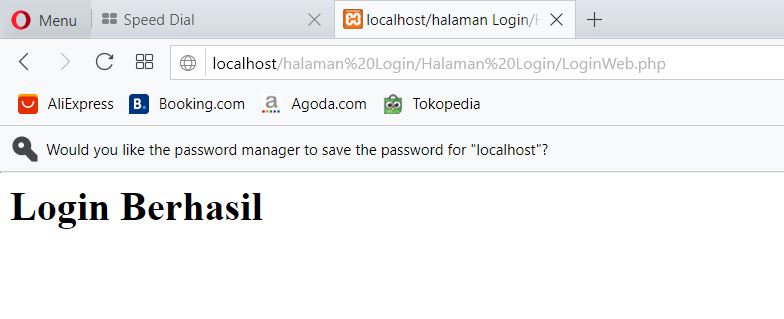 Menu Speed Dial localhost/halaman Login/H
localhost/halaman%20Login/Halaman%20Login/LoginWeb.php
AliExpress B. Booking.com a Agoda.com Tokopedia
Would you like the password manager to save the password for "localhost"?
Login Berhasil